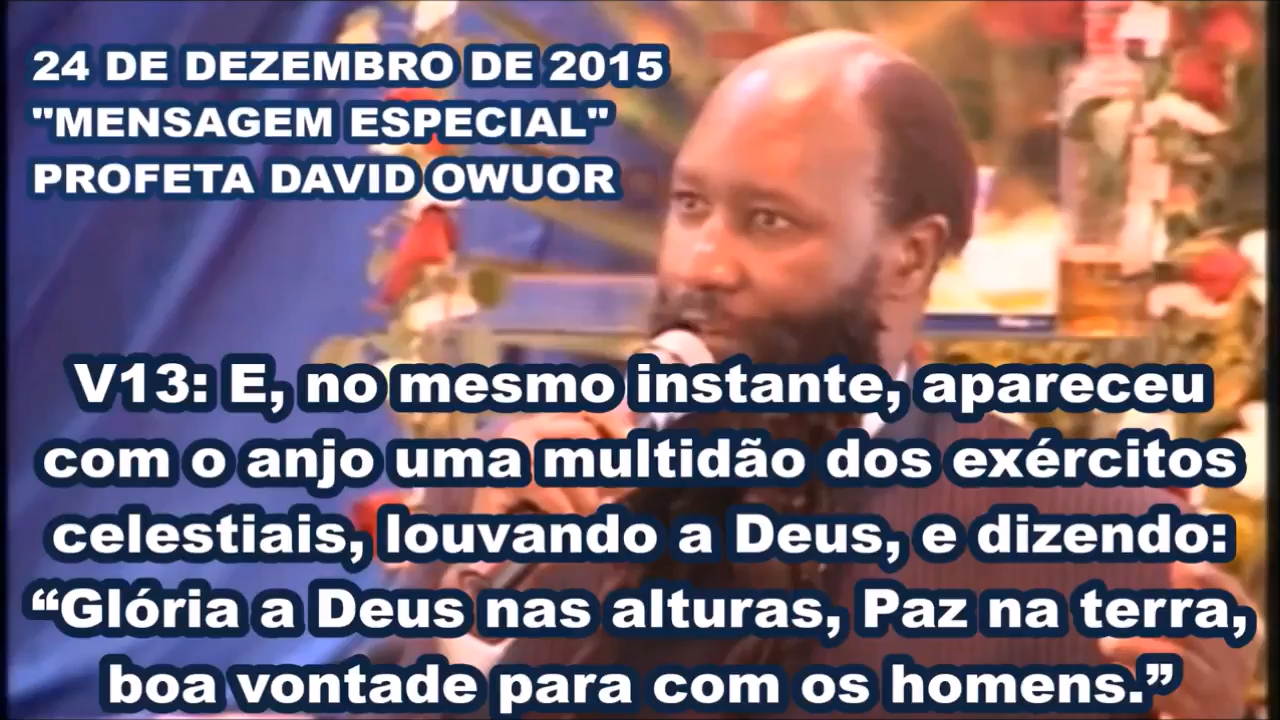 24 DE DEZEMBRO DE 2015
"MENSAGEM ESPECIAL"
PROFETA DAVID OWUOR
V13: E, no mesmo instante, apareceu
com o anjo uma multidão dos exércitos
celestiais, louvando a Deus, e dizendo:
“Glória a Deus nas alturas, Paz na terra,
boa vontade para com os homens.”